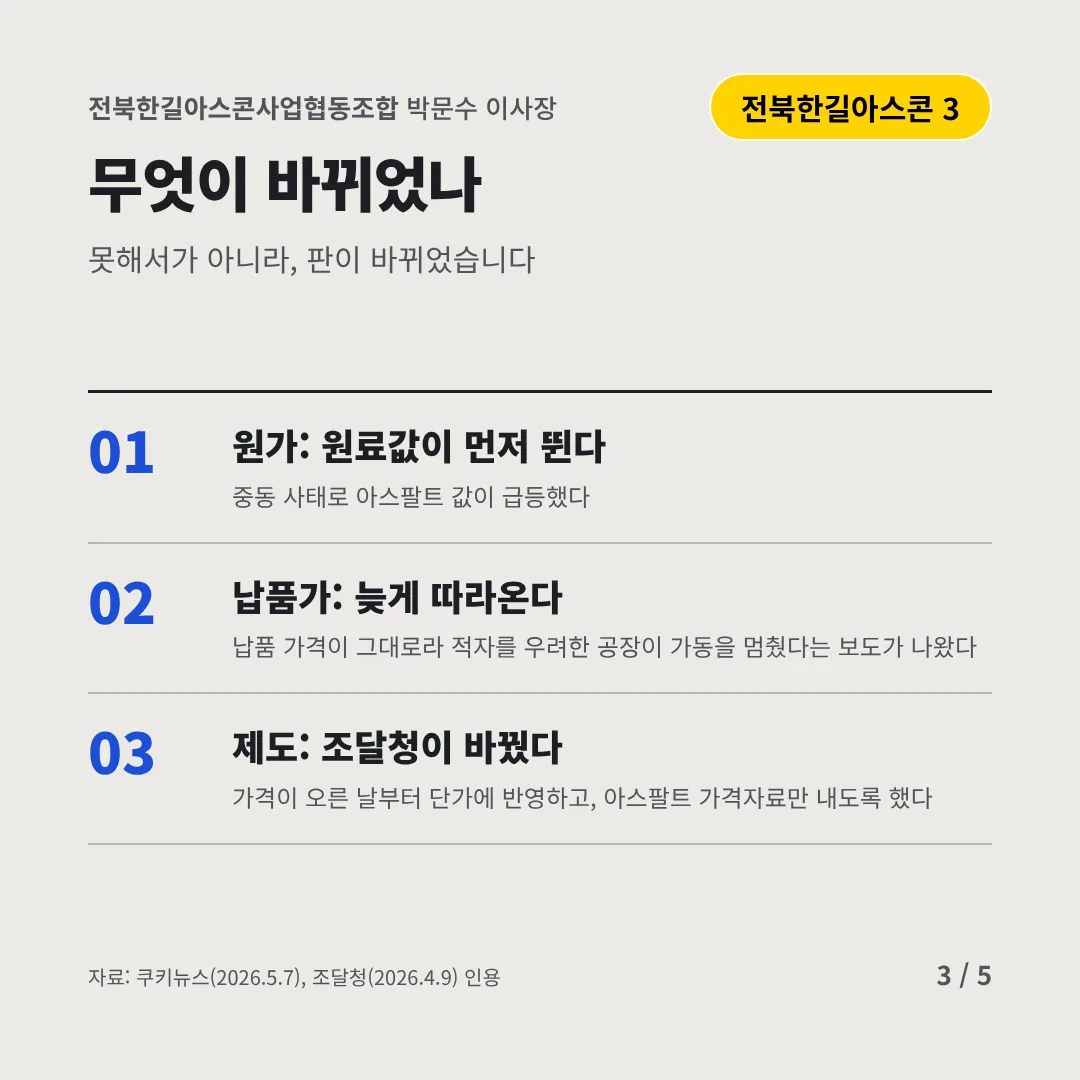 전북한길아스콘사업협동조합 박문수 이사장
전북한길아스콘 3
무엇이 바뀌었나
못해서가 아니라, 판이 바뀌었습니다
01
원가: 원료값이 먼저 뛴다
중동 사태로 아스팔트 값이 급등했다
02
납품가: 늦게 따라온다
납품 가격이 그대로라 적자를 우려한 공장이 가동을 멈췄다는 보도가 나왔다
03
제도: 조달청이 바꿨다
가격이 오른 날부터 단가에 반영하고, 아스팔트 가격자료만 내도록 했다
자료: 쿠키뉴스(2026.5.7), 조달청(2026.4.9) 인용
3 / 5